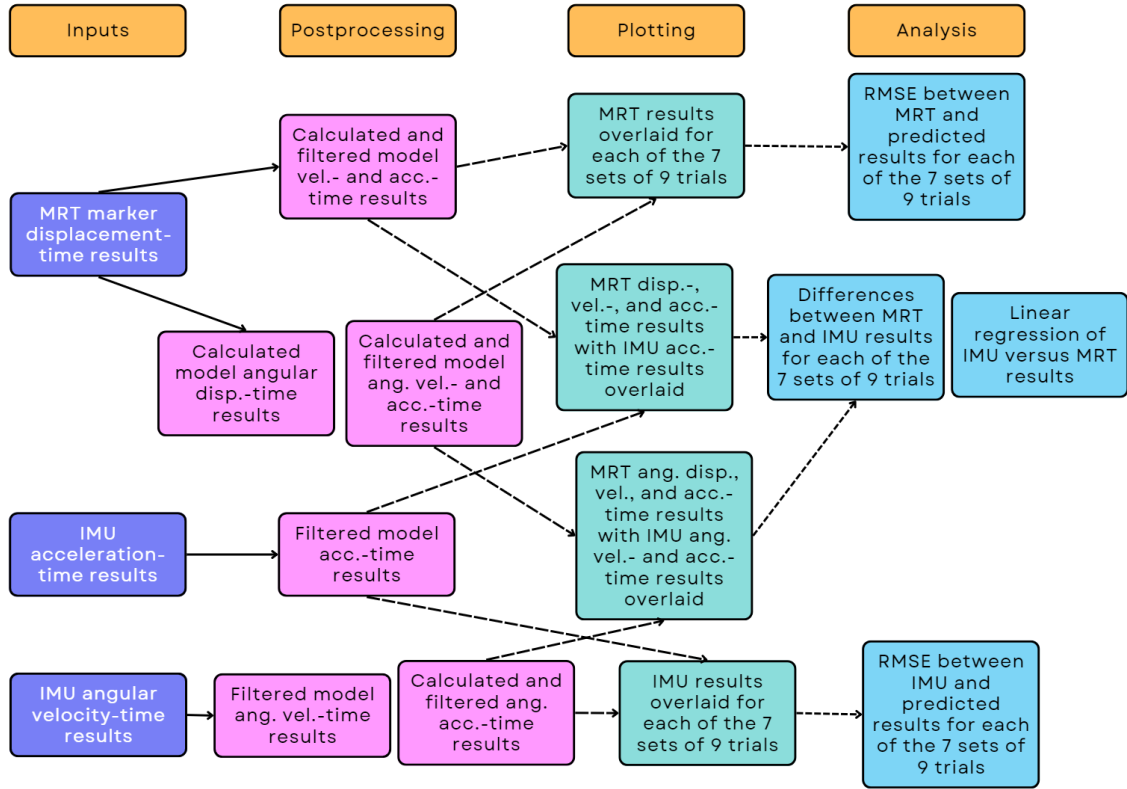 Inputs
Postprocessing
Plotting
Analysis
MRT marker
displacement-
time results
Calculated and
filtered model
vel.- and acc.-
time results
MRT results
overlaid for
each of the 7
sets of 9 trials
RMSE between
MRT and
predicted
results for each
of the 7 sets of
9 trials
Calculated
model angular
disp.-time
results
Calculated and
filtered model
ang. vel.- and
acc.-time
results
MRT disp.-,
vel.-, and acc.-
time results
with IMU acc.-
time results
overlaid
Differences
between MRT
and IMU results
for each of the
7 sets of 9 trials
Linear
regression of
IMU versus MRT
results
IMU
acceleration-
time results
Filtered model
acc.-time
results
MRT ang. disp.,
vel., and acc.-
time results
with IMU ang.
vel.- and acc.-
time results
overlaid
IMU angular
velocity-time
results
Filtered model
ang. vel.-time
results
Calculated and
filtered ang.
acc.-time
results
IMU results
overlaid for
each of the 7
sets of 9 trials
RMSE between
IMU and
predicted
results for each
of the 7 sets of
9 trials